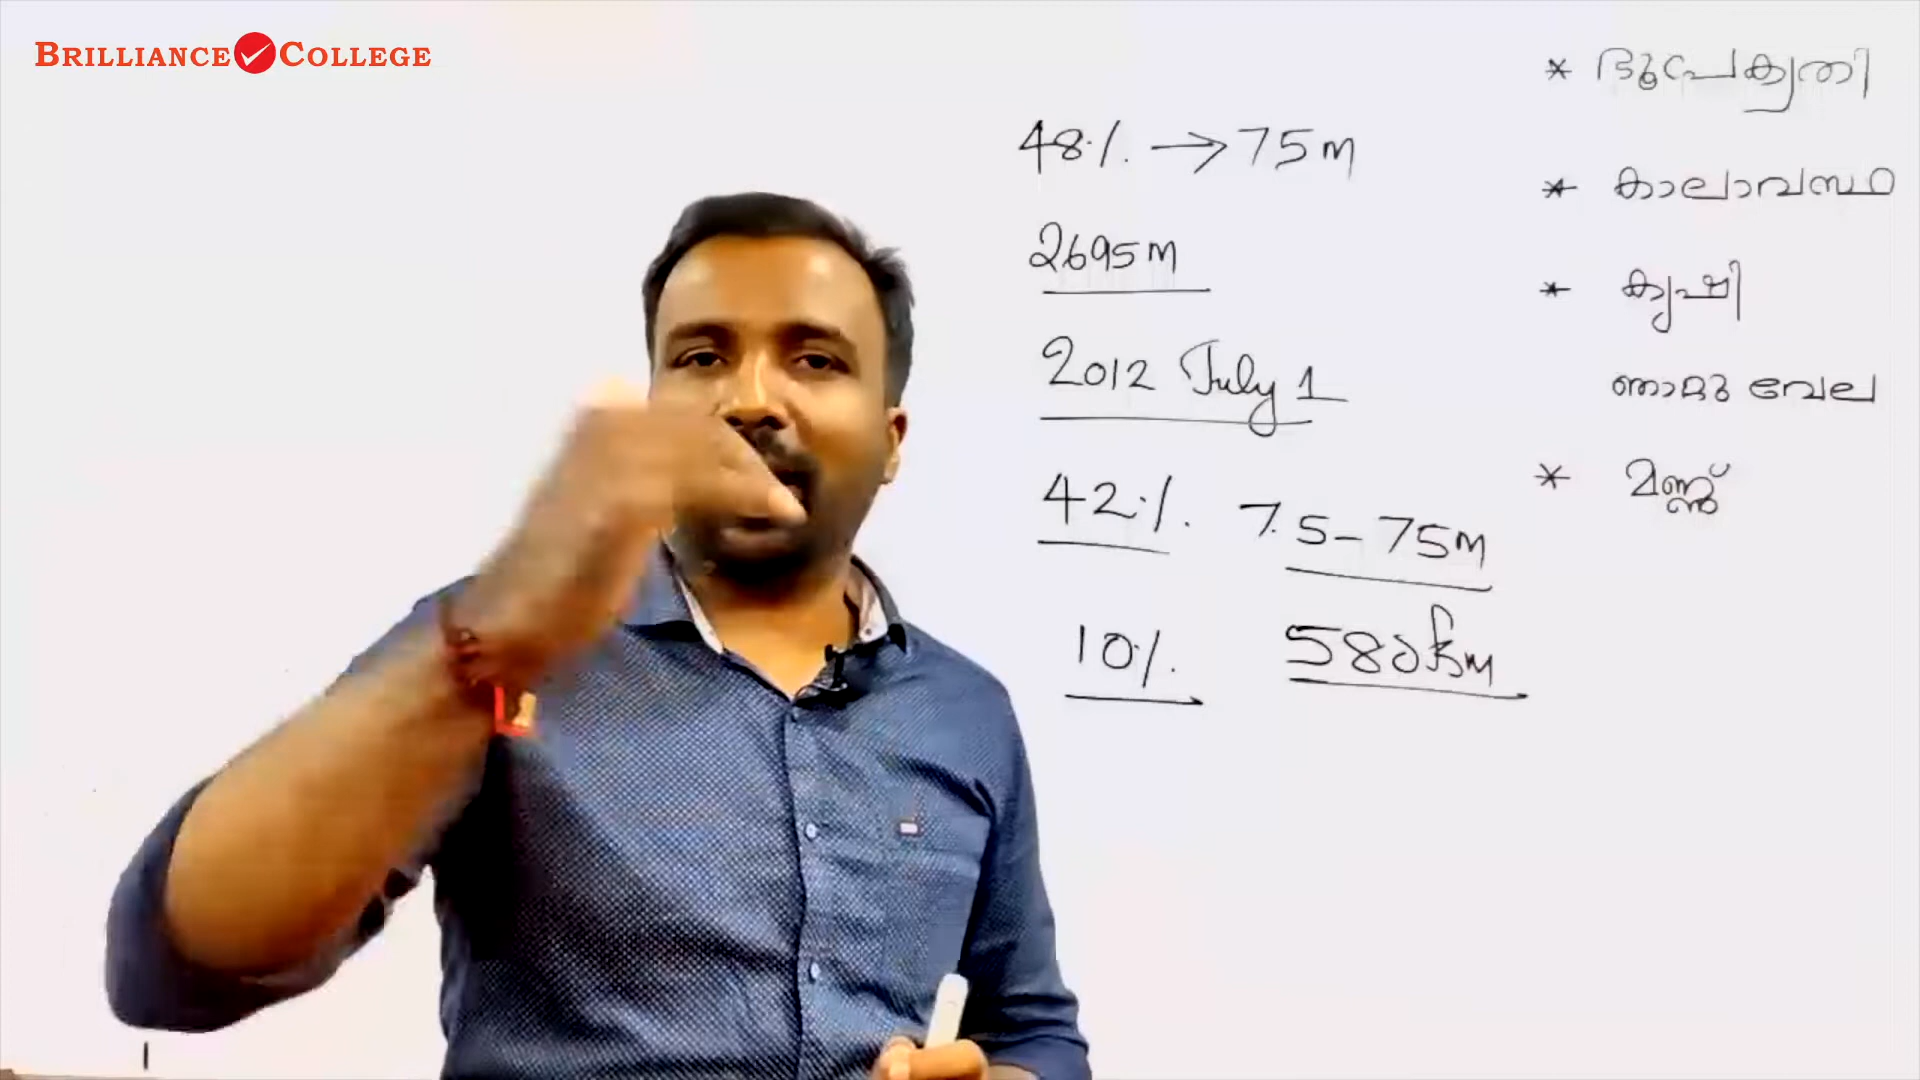 BRILLIANCE COLLEGE
48% → 75m
2695m
2012 July 1
42% 7.5-75m
10% 580km
* ഭൂപ്രകൃതി
* കാലാവസ്ഥ
* കൃഷി
ഞാറ്റുവേല
* മണ്ണ്